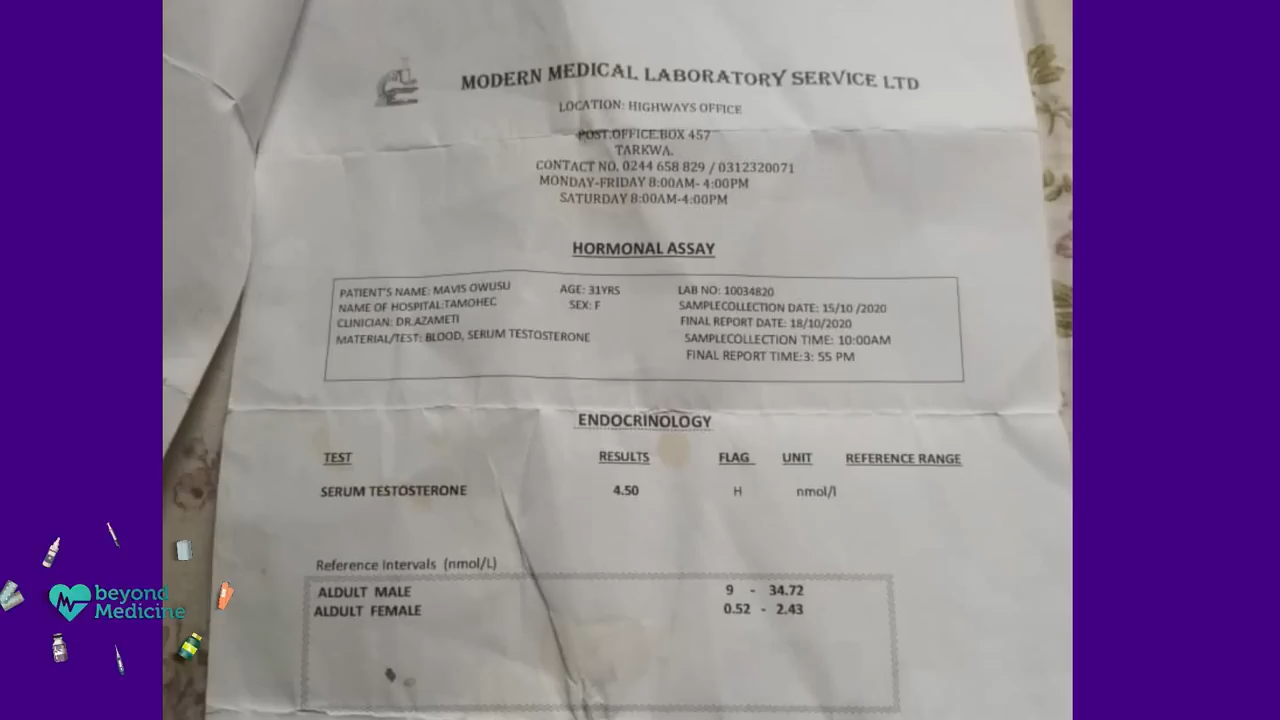 MODERN MEDICAL LABORATORY SERVICE LTD
LOCATION: HIGHWAYS OFFICE
POST.OFFICE.BOX 457
TARKWA.
CONTACT NO. 0244 658 829 / 0312320071
MONDAY-FRIDAY 8:00AM- 4:00PM
SATURDAY 8:00AM-4:00PM
HORMONAL ASSAY
PATIENT'S NAME: MAVIS OWUSU AGE: 31YRS LAB NO: 10034820
NAME OF HOSPITAL:TAMOHEC SEX: F SAMPLECOLLECTION DATE: 15/10 /2020
CLINICIAN: DR.AZAMETI FINAL REPORT DATE: 18/10/2020
MATERIAL/TEST: BLOOD, SERUM TESTOSTERONE SAMPLECOLLECTION TIME: 10:00AM
FINAL REPORT TIME:3: 55 PM
ENDOCRINOLOGY
TEST RESULTS FLAG UNIT REFERENCE RANGE
SERUM TESTOSTERONE 4.50 H nmol/l
Reference Intervals (nmol/L)
ALDULT MALE 9 - 34.72
ALDULT FEMALE 0.52 - 2.43
beyond
Medicine